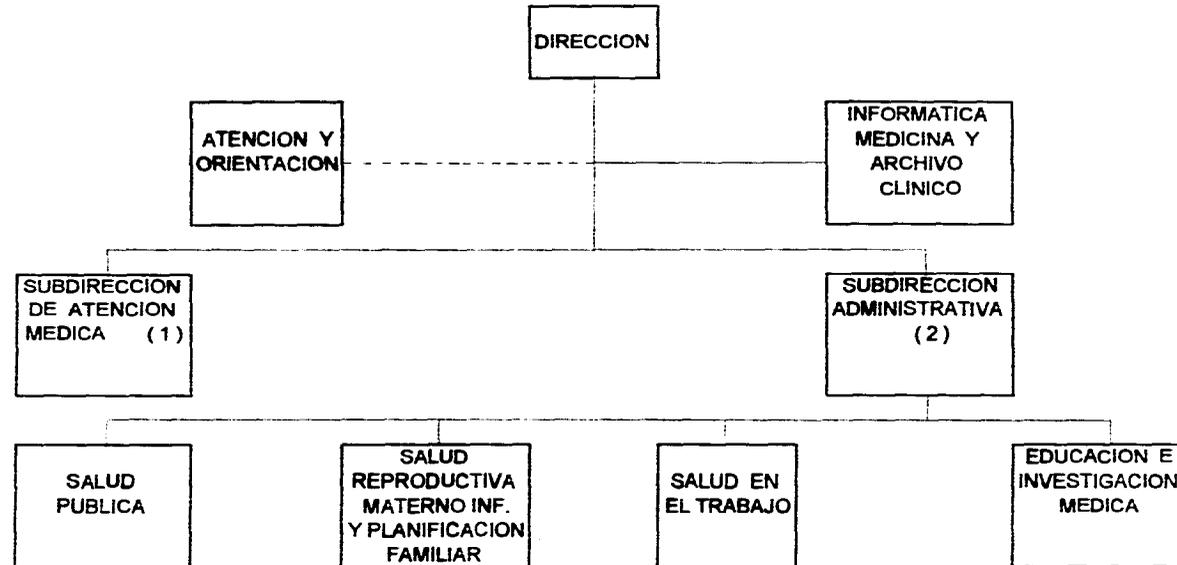 DIRECCION
ATENCION Y
ORIENTACION
INFORMATICA
MEDICINA Y
ARCHIVO
CLINICO
SUBDIRECCION
DE ATENCION
MEDICA (1)
SUBDIRECCION
ADMINISTRATIVA
(2)
SALUD
PUBLICA
SALUD
REPRODUCTIVA
MATERNO INF.
Y PLANIFICACION
FAMILIAR
SALUD EN
EL TRABAJO
EDUCACION E
INVESTIGACION
MEDICA